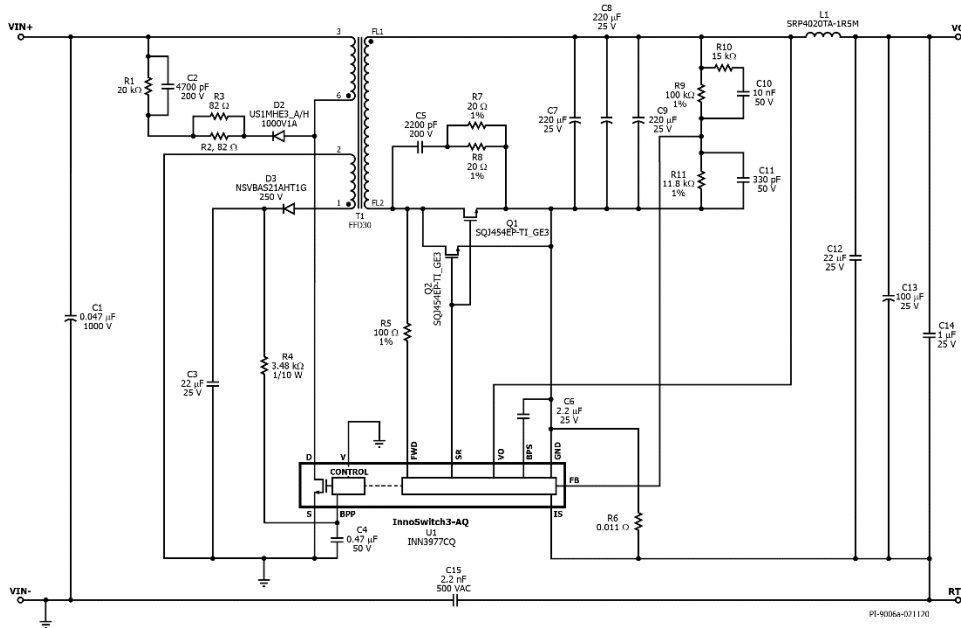 VIN+
R1
20 kΩ
C2
4700 pF
200 V
R3
82 Ω
R2, 82 Ω
D2
US1MHE3_A/H
1000V1A
3
6
2
1
FL1
FL2
T1
EFD30
D3
NSVBAS21AHT1G
250 V
C5
2200 pF
200 V
R7
20 Ω
1%
R8
20 Ω
1%
C7
220 µF
25 V
C8
220 µF
25 V
C9
220 µF
25 V
R10
15 kΩ
R9
100 kΩ
1%
C10
10 nF
50 V
R11
11.8 kΩ
1%
C11
330 pF
50 V
L1
SRP4020TA-1R5M
Q1
SQJ454EP-TI_GE3
Q2
SQJ454EP-TI_GE3
C1
0.047 µF
1000 V
C3
22 µF
25 V
R4
3.48 kΩ
1/10 W
R5
100 Ω
1%
C6
2.2 µF
25 V
C12
22 µF
25 V
C13
100 µF
25 V
C14
1 µF
25 V
D
V
FWD
SR
VO
BPS
GND
CONTROL
FB
S
BPP
IS
InnoSwitch3-AQ
U1
INN3977CQ
C4
0.47 µF
50 V
R6
0.011 Ω
C15
2.2 nF
500 VAC
VIN-
PI-9006a-021120